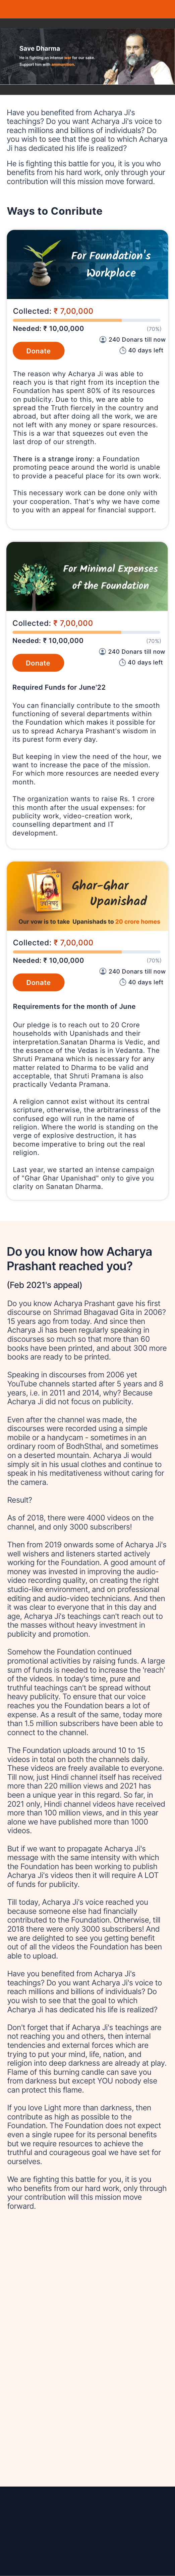 Save Dharma
He is fighting an intense war for our sake.
Support him with ammunition.
Have you benefited from Acharya Ji's
teachings? Do you want Acharya Ji's voice to
reach millions and billions of individuals? Do
you wish to see that the goal to which Acharya
Ji has dedicated his life is realized?
He is fighting this battle for you, it is you who
benefits from his hard work, only through your
contribution will this mission move forward.
Ways to Conribute
For Foundation's
Workplace
Collected: ₹ 7,00,000
Needed: ₹ 10,00,000
(70%)
240 Donars till now
Donate
40 days left
The reason why Acharya Ji was able to
reach you is that right from its inception the
Foundation has spent 80% of its resources
on publicity. Due to this, we are able to
spread the Truth fiercely in the country and
abroad, but after doing all the work, we are
not left with any money or spare resources.
This is a war that squeezes out even the
last drop of our strength.
There is a strange irony: a Foundation
promoting peace around the world is unable
to provide a peaceful place for its own work.
This necessary work can be done only with
your cooperation. That's why we have come
to you with an appeal for financial support.
For Minimal Expenses
of the Foundation
Collected: ₹ 7,00,000
Needed: ₹ 10,00,000
(70%)
240 Donars till now
Donate
40 days left
Required Funds for June'22
You can financially contribute to the smooth
functioning of several departments within
the Foundation which makes it possible for
us to spread Acharya Prashant's wisdom in
its purest form every day.
But keeping in view the need of the hour, we
want to increase the pace of the mission.
For which more resources are needed every
month.
The organization wants to raise Rs. 1 crore
this month after the usual expenses: for
publicity work, video-creation work,
counselling department and IT
development.
Ghar-Ghar
Upanishad
Our vow is to take Upanishads to 20 crore homes
Collected: ₹ 7,00,000
Needed: ₹ 10,00,000
(70%)
240 Donars till now
Donate
40 days left
Requirements for the month of June
Our pledge is to reach out to 20 Crore
households with Upanishads and their
interpretation.Sanatan Dharma is Vedic, and
the essence of the Vedas is in Vedanta. The
Shruti Pramana which is necessary for any
matter related to Dharma to be valid and
acceptable, that Shruti Pramana is also
practically Vedanta Pramana.
A religion cannot exist without its central
scripture, otherwise, the arbitrariness of the
confused ego will run in the name of
religion. Where the world is standing on the
verge of explosive destruction, it has
become imperative to bring out the real
religion.
Last year, we started an intense campaign
of "Ghar Ghar Upanishad" only to give you
clarity on Sanatan Dharma.
Do you know how Acharya
Prashant reached you?
(Feb 2021's appeal)
Do you know Acharya Prashant gave his first
discourse on Shrimad Bhagavad Gita in 2006?
15 years ago from today. And since then
Acharya Ji has been regularly speaking in
discourses so much so that more than 60
books have been printed, and about 300 more
books are ready to be printed.
Speaking in discourses from 2006 yet
YouTube channels started after 5 years and 8
years, i.e. in 2011 and 2014, why? Because
Acharya Ji did not focus on publicity.
Even after the channel was made, the
discourses were recorded using a simple
mobile or a handycam - sometimes in an
ordinary room of BodhSthal, and sometimes
on a deserted mountain. Acharya Ji would
simply sit in his usual clothes and continue to
speak in his meditativeness without caring for
the camera.
Result?
As of 2018, there were 4000 videos on the
channel, and only 3000 subscribers!
Then from 2019 onwards some of Acharya Ji's
well wishers and listeners started actively
working for the Foundation. A good amount of
money was invested in improving the audio-
video recording quality, on creating the right
studio-like environment, and on professional
editing and audio-video technicians. And then
it was clear to everyone that in this day and
age, Acharya Ji's teachings can't reach out to
the masses without heavy investment in
publicity and promotion.
Somehow the Foundation continued
promotional activities by raising funds. A large
sum of funds is needed to increase the 'reach'
of the videos. In today's time, pure and
truthful teachings can't be spread without
heavy publicity. To ensure that our voice
reaches you the Foundation bears a lot of
expense. As a result of the same, today more
than 1.5 million subscribers have been able to
connect to the channel.
The Foundation uploads around 10 to 15
videos in total on both the channels daily.
These videos are freely available to everyone.
Till now, just Hindi channel itself has received
more than 220 million views and 2021 has
been a unique year in this regard. So far, in
2021 only, Hindi channel videos have received
more than 100 million views, and in this year
alone we have published more than 1000
videos.
But if we want to propagate Acharya Ji's
message with the same intensity with which
the Foundation has been working to publish
Acharya Ji's videos then it will require A LOT
of funds for publicity.
Till today, Acharya Ji's voice reached you
because someone else had financially
contributed to the Foundation. Otherwise, till
2018 there were only 3000 subscribers! And
we are delighted to see you getting benefit
out of all the videos the Foundation has been
able to upload.
Have you benefited from Acharya Ji's
teachings? Do you want Acharya Ji's voice to
reach millions and billions of individuals? Do
you wish to see that the goal to which
Acharya Ji has dedicated his life is realized?
Don't forget that if Acharya Ji's teachings are
not reaching you and others, then internal
tendencies and external forces which are
trying to put your mind, life, nation, and
religion into deep darkness are already at play.
Flame of this burning candle can save you
from darkness but except YOU nobody else
can protect this flame.
If you love Light more than darkness, then
contribute as high as possible to the
Foundation. The Foundation does not expect
even a single rupee for its personal benefits
but we require resources to achieve the
truthful and courageous goal we have set for
ourselves.
We are fighting this battle for you, it is you
who benefits from our hard work, only through
your contribution will this mission move
forward.